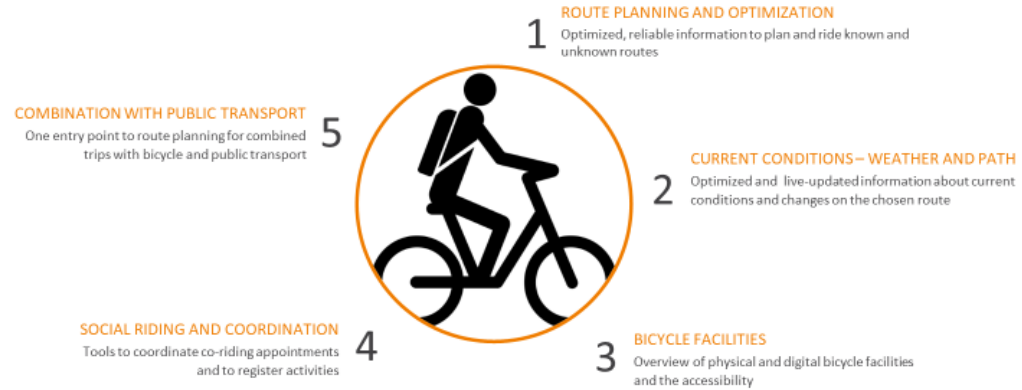 1
ROUTE PLANNING AND OPTIMIZATION
Optimized, reliable information to plan and ride known and
unknown routes
2
CURRENT CONDITIONS – WEATHER AND PATH
Optimized and live-updated information about current
conditions and changes on the chosen route
3
BICYCLE FACILITIES
Overview of physical and digital bicycle facilities
and the accessibility
4
SOCIAL RIDING AND COORDINATION
Tools to coordinate co-riding appointments
and to register activities
5
COMBINATION WITH PUBLIC TRANSPORT
One entry point to route planning for combined
trips with bicycle and public transport